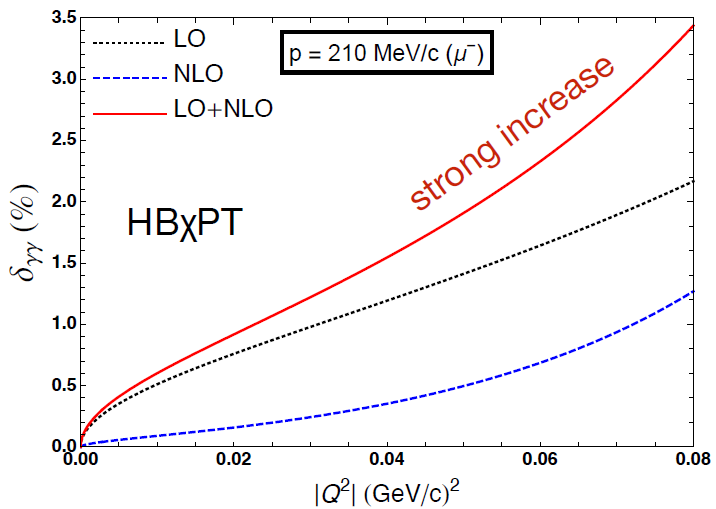 LO
NLO
LO+NLO
p = 210 MeV/c (μ⁻)
strong increase
HBχPT
δγγ (%)
3.5
3.0
2.5
2.0
1.5
1.0
0.5
0.0
0.00 0.02 0.04 0.06 0.08
|Q²| (GeV/c)²